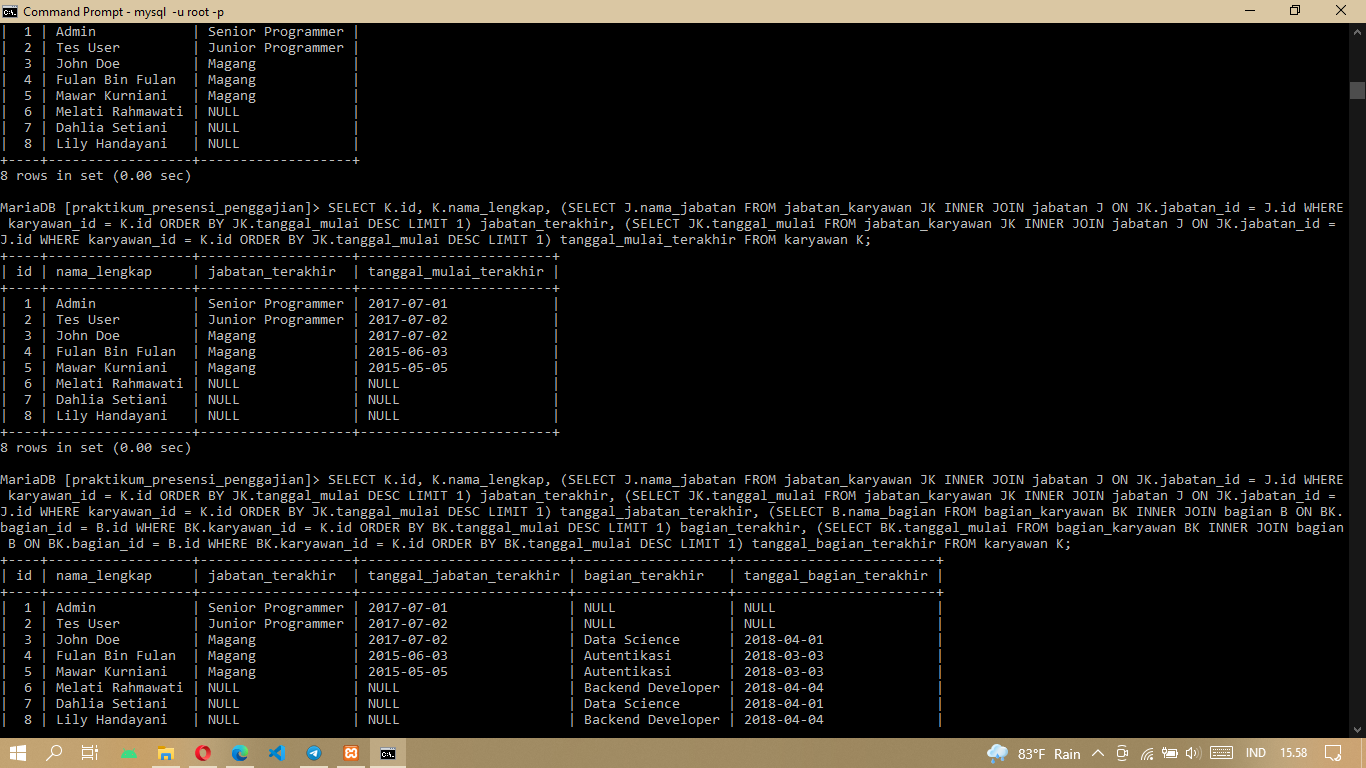 Command Prompt - mysql -u root -p
|  1 | Admin            | Senior Programmer |
|  2 | Tes User         | Junior Programmer |
|  3 | John Doe         | Magang            |
|  4 | Fulan Bin Fulan  | Magang            |
|  5 | Mawar Kurniani   | Magang            |
|  6 | Melati Rahmawati | NULL              |
|  7 | Dahlia Setiani   | NULL              |
|  8 | Lily Handayani   | NULL              |
+----+------------------+-------------------+
8 rows in set (0.00 sec)
MariaDB [praktikum_presensi_penggajian]> SELECT K.id, K.nama_lengkap, (SELECT J.nama_jabatan FROM jabatan_karyawan JK INNER JOIN jabatan J ON JK.jabatan_id = J.id WHERE
karyawan_id = K.id ORDER BY JK.tanggal_mulai DESC LIMIT 1) jabatan_terakhir, (SELECT JK.tanggal_mulai FROM jabatan_karyawan JK INNER JOIN jabatan J ON JK.jabatan_id =
J.id WHERE karyawan_id = K.id ORDER BY JK.tanggal_mulai DESC LIMIT 1) tanggal_mulai_terakhir FROM karyawan K;
+----+------------------+-------------------+------------------------+
| id | nama_lengkap     | jabatan_terakhir  | tanggal_mulai_terakhir |
+----+------------------+-------------------+------------------------+
|  1 | Admin            | Senior Programmer | 2017-07-01             |
|  2 | Tes User         | Junior Programmer | 2017-07-02             |
|  3 | John Doe         | Magang            | 2017-07-02             |
|  4 | Fulan Bin Fulan  | Magang            | 2015-06-03             |
|  5 | Mawar Kurniani   | Magang            | 2015-05-05             |
|  6 | Melati Rahmawati | NULL              | NULL                   |
|  7 | Dahlia Setiani   | NULL              | NULL                   |
|  8 | Lily Handayani   | NULL              | NULL                   |
+----+------------------+-------------------+------------------------+
8 rows in set (0.00 sec)
MariaDB [praktikum_presensi_penggajian]> SELECT K.id, K.nama_lengkap, (SELECT J.nama_jabatan FROM jabatan_karyawan JK INNER JOIN jabatan J ON JK.jabatan_id = J.id WHERE
karyawan_id = K.id ORDER BY JK.tanggal_mulai DESC LIMIT 1) jabatan_terakhir, (SELECT JK.tanggal_mulai FROM jabatan_karyawan JK INNER JOIN jabatan J ON JK.jabatan_id =
J.id WHERE karyawan_id = K.id ORDER BY JK.tanggal_mulai DESC LIMIT 1) tanggal_jabatan_terakhir, (SELECT B.nama_bagian FROM bagian_karyawan BK INNER JOIN bagian B ON BK.
bagian_id = B.id WHERE BK.karyawan_id = K.id ORDER BY BK.tanggal_mulai DESC LIMIT 1) bagian_terakhir, (SELECT BK.tanggal_mulai FROM bagian_karyawan BK INNER JOIN bagian
B ON BK.bagian_id = B.id WHERE BK.karyawan_id = K.id ORDER BY BK.tanggal_mulai DESC LIMIT 1) tanggal_bagian_terakhir FROM karyawan K;
+----+------------------+-------------------+--------------------------+-------------------+-------------------------+
| id | nama_lengkap     | jabatan_terakhir  | tanggal_jabatan_terakhir | bagian_terakhir   | tanggal_bagian_terakhir |
+----+------------------+-------------------+--------------------------+-------------------+-------------------------+
|  1 | Admin            | Senior Programmer | 2017-07-01               | NULL              | NULL                    |
|  2 | Tes User         | Junior Programmer | 2017-07-02               | NULL              | NULL                    |
|  3 | John Doe         | Magang            | 2017-07-02               | Data Science      | 2018-04-01              |
|  4 | Fulan Bin Fulan  | Magang            | 2015-06-03               | Autentikasi       | 2018-03-03              |
|  5 | Mawar Kurniani   | Magang            | 2015-05-05               | Autentikasi       | 2018-03-03              |
|  6 | Melati Rahmawati | NULL              | NULL                     | Backend Developer | 2018-04-04              |
|  7 | Dahlia Setiani   | NULL              | NULL                     | Data Science      | 2018-04-01              |
|  8 | Lily Handayani   | NULL              | NULL                     | Backend Developer | 2018-04-04              |
83°F Rain IND 15.58